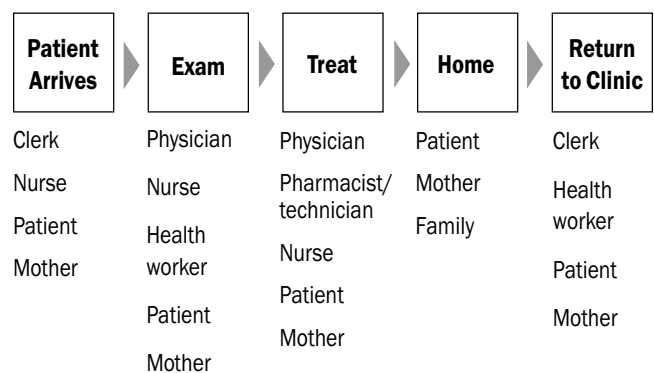 Patient
Arrives
Exam
Treat
Home
Return
to Clinic
Clerk
Nurse
Patient
Mother
Physician
Nurse
Health
worker
Patient
Mother
Physician
Pharmacist/
technician
Nurse
Patient
Mother
Patient
Mother
Family
Clerk
Health
worker
Patient
Mother